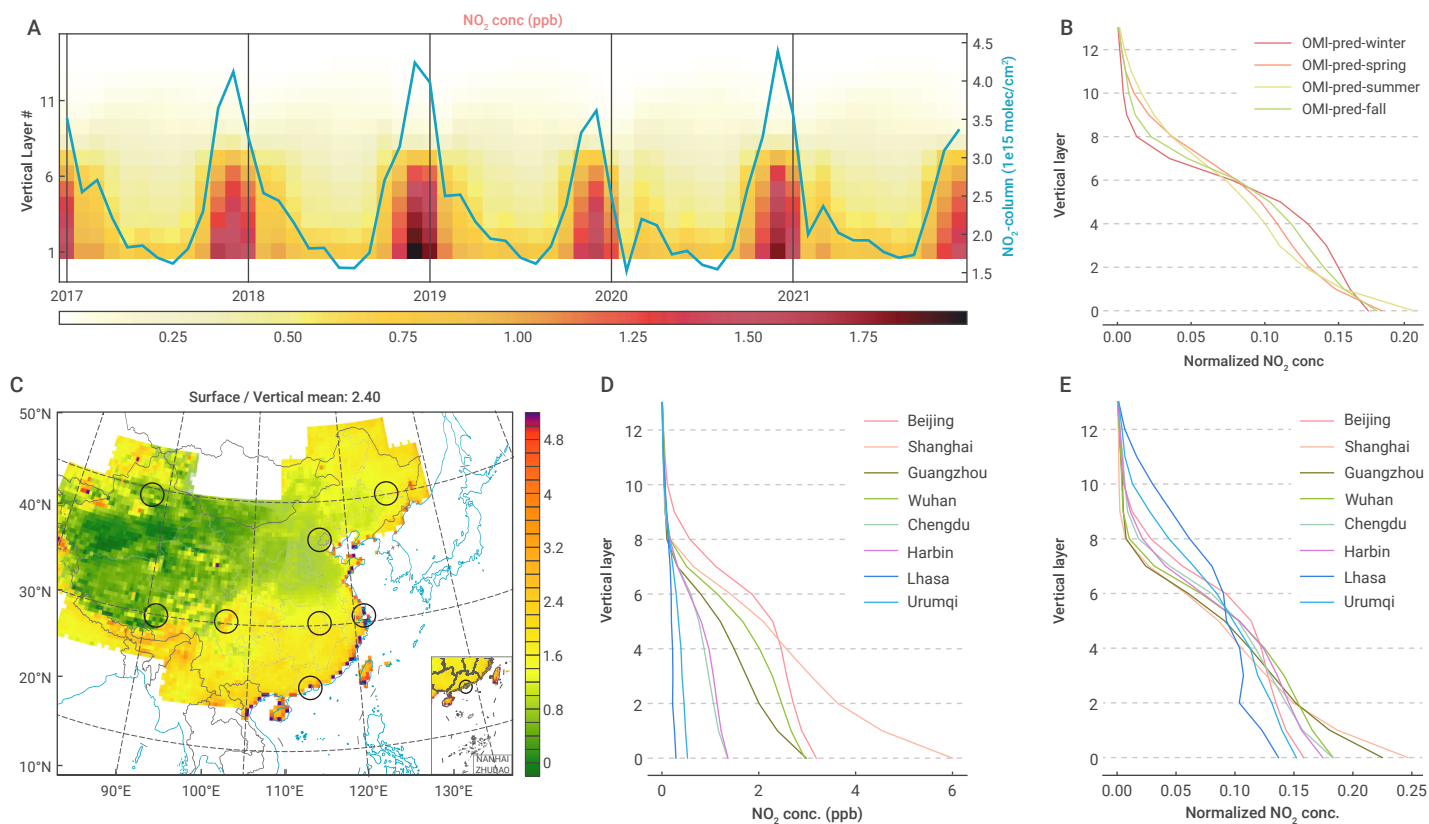 A
NO₂ conc (ppb)
Vertical Layer #
11
6
1
4.5
4.0
3.5
3.0
2.5
2.0
1.5
NO₂-column (1e15 molec/cm²)
2017 2018 2019 2020 2021
0.25 0.50 0.75 1.00 1.25 1.50 1.75
B
OMI-pred-winter
OMI-pred-spring
OMI-pred-summer
OMI-pred-fall
Vertical layer
12
10
8
6
4
2
0
0.00 0.05 0.10 0.15 0.20
Normalized NO₂ conc
C
Surface / Vertical mean: 2.40
50°N
40°N
30°N
20°N
10°N
90°E 100°E 110°E 120°E 130°E
NANHAI
ZHUDAO
4.8
4
3.2
2.4
1.6
0.8
0
D
Beijing
Shanghai
Guangzhou
Wuhan
Chengdu
Harbin
Lhasa
Urumqi
Vertical layer
12
10
8
6
4
2
0
0 2 4 6
NO₂ conc. (ppb)
E
Beijing
Shanghai
Guangzhou
Wuhan
Chengdu
Harbin
Lhasa
Urumqi
Vertical layer
12
10
8
6
4
2
0
0.00 0.05 0.10 0.15 0.20 0.25
Normalized NO₂ conc.